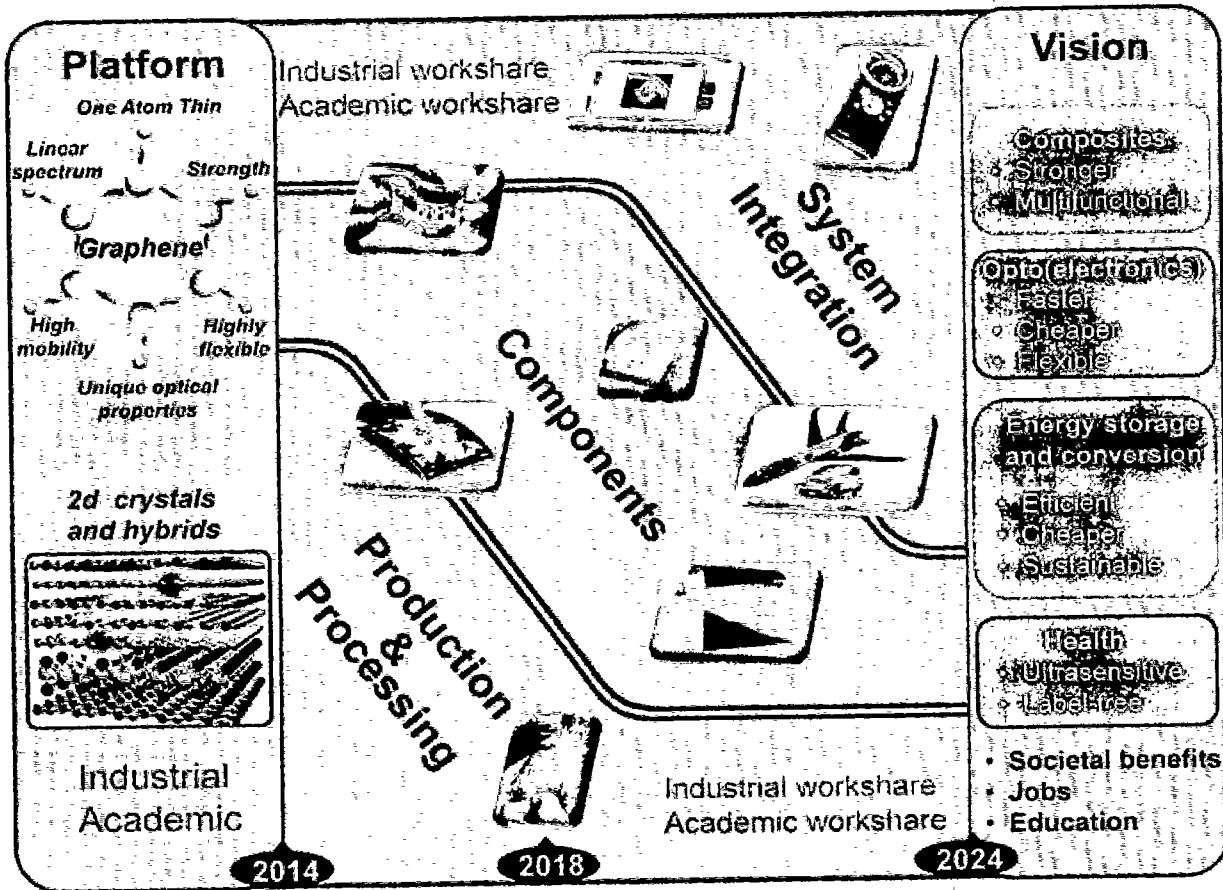 Platform
One Atom Thin
Linear
spectrum
Strength
Graphene
High
mobility
Highly
flexible
Unique optical
properties
2d crystals
and hybrids
Industrial
Academic
Industrial workshare
Academic workshare
System
Integration
Components
Production
&
Processing
Industrial workshare
Academic workshare
2014
2018
2024
Vision
Composites
Stronger
Multifunctional
Opto(electronics)
Faster
Cheaper
Flexible
Energy storage
and conversion
Efficient
Cheaper
Sustainable
Health
Ultrasensitive
Label-free
• Societal benefits
• Jobs
• Education